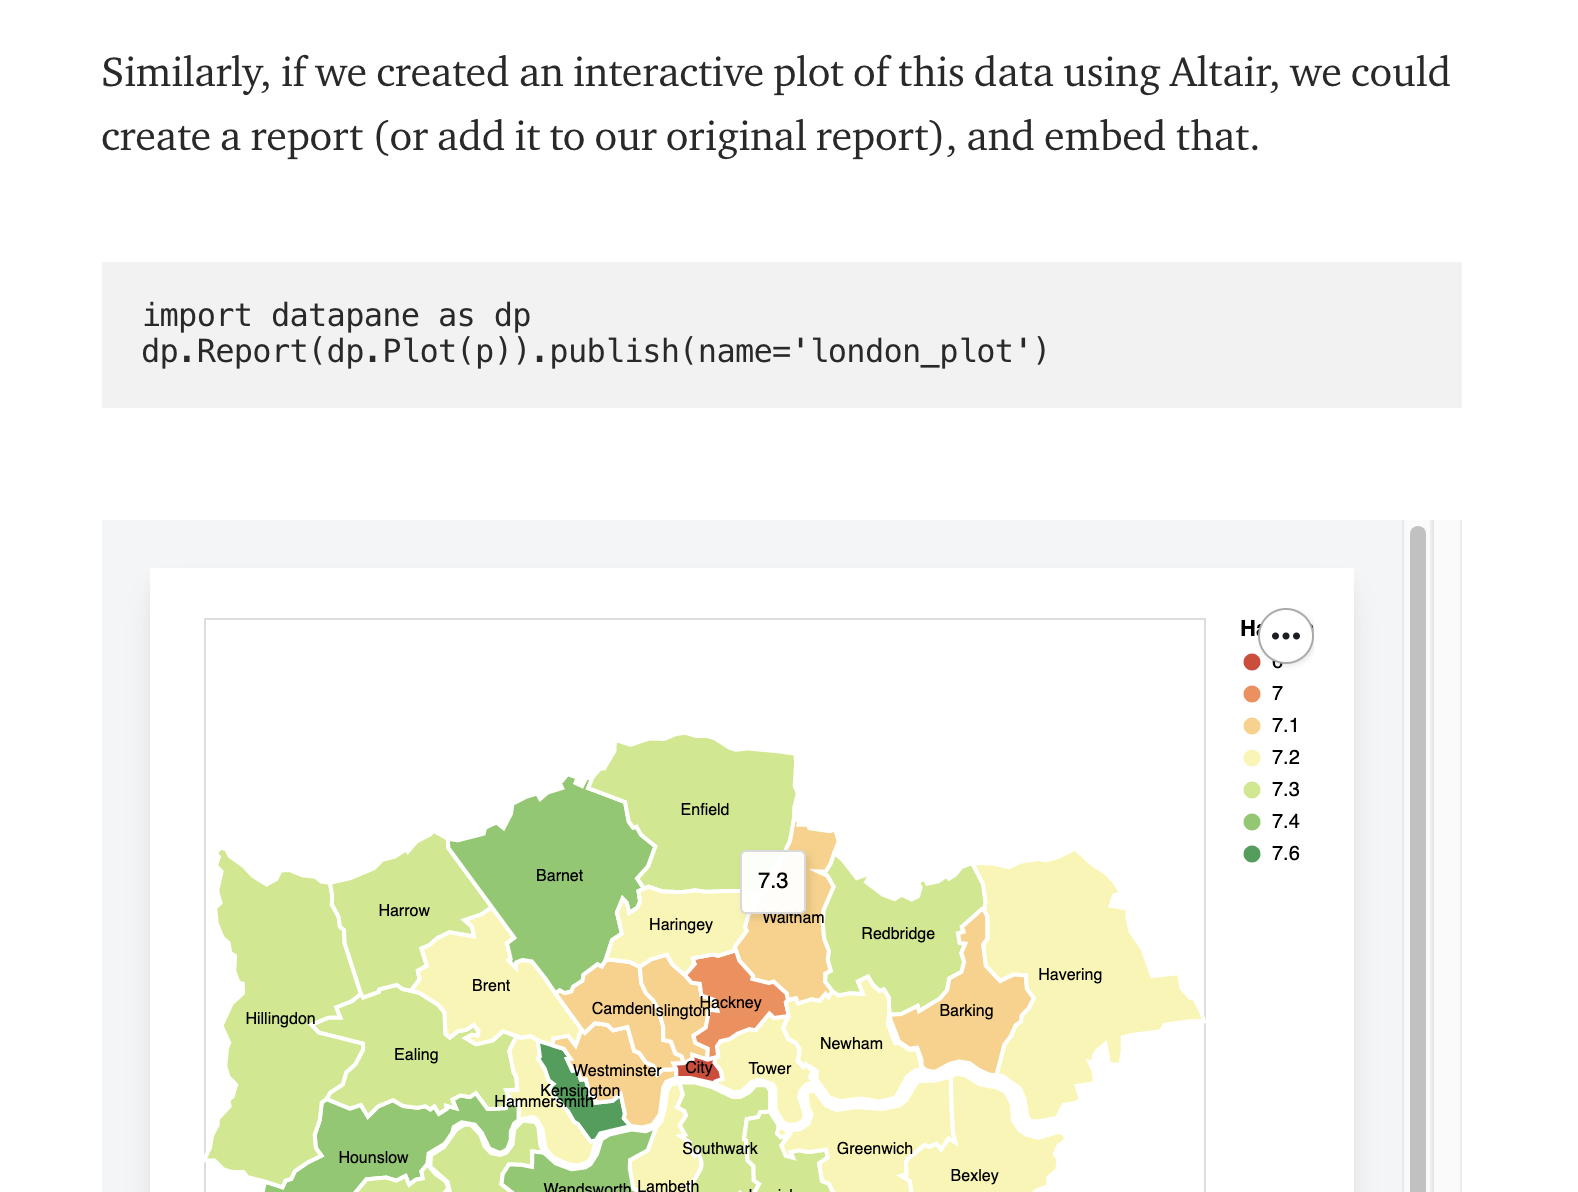 Similarly, if we created an interactive plot of this data using Altair, we could
create a report (or add it to our original report), and embed that.
import datapane as dp
dp.Report(dp.Plot(p)).publish(name='london_plot')
7
7.1
7.2
7.3
7.4
7.6
Enfield
Barnet
7.3
Harrow
Haringey
Waltham
Redbridge
Havering
Brent
Camden
Islington
Hackney
Barking
Hillingdon
Newham
Ealing
Westminster
City
Tower
Kensington
Hammersmith
Southwark
Greenwich
Hounslow
Bexley
Wandsworth
Lambeth